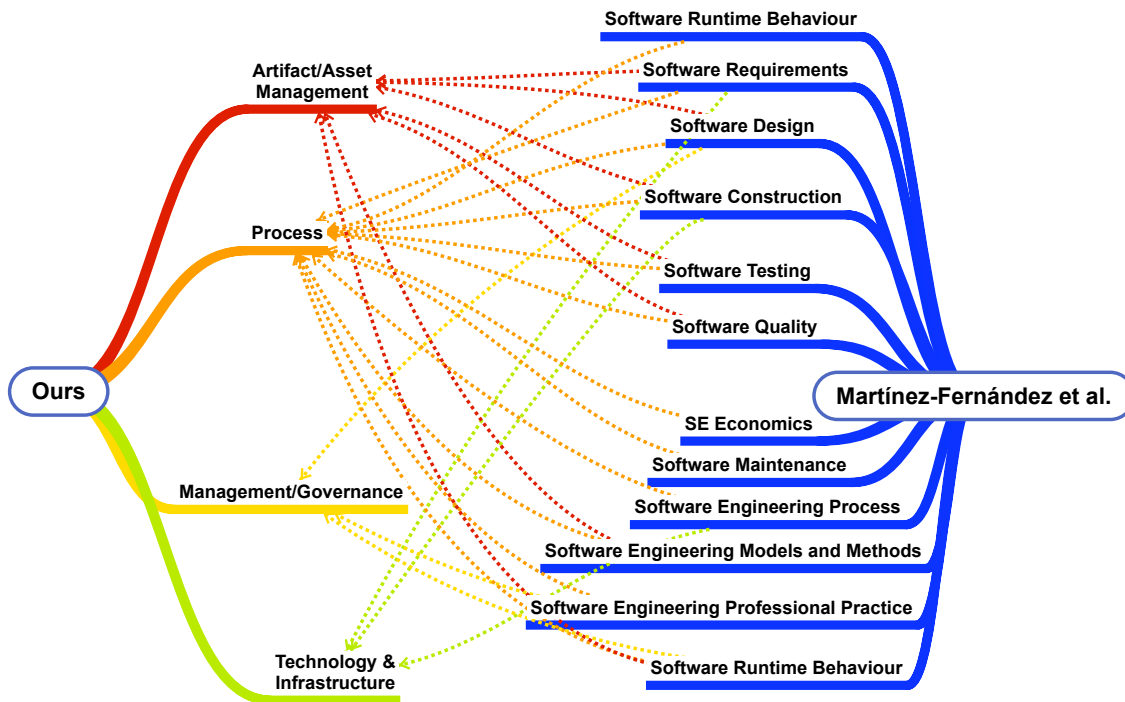 Ours
Artifact/Asset
Management
Process
Management/Governance
Technology &
Infrastructure
Software Runtime Behaviour
Software Requirements
Software Design
Software Construction
Software Testing
Software Quality
SE Economics
Software Maintenance
Software Engineering Process
Software Engineering Models and Methods
Software Engineering Professional Practice
Software Runtime Behaviour
Martínez-Fernández et al.